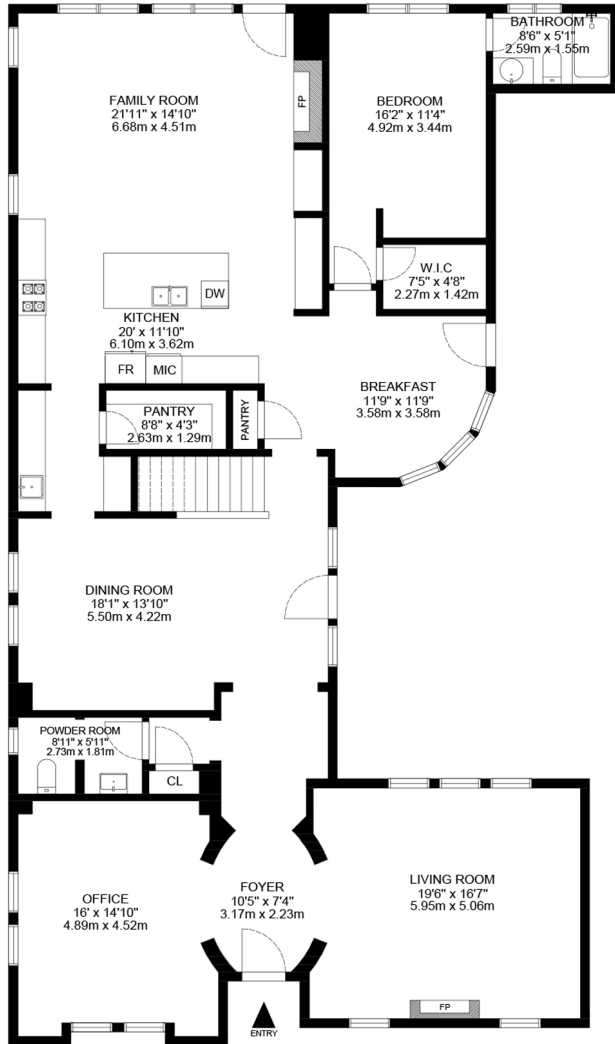 BATHROOM
8'6" x 5'1"
2.59m x 1.55m
FAMILY ROOM
21'11" x 14'10"
6.68m x 4.51m
FP
BEDROOM
16'2" x 11'4"
4.92m x 3.44m
W.I.C
7'5" x 4'8"
2.27m x 1.42m
DW
KITCHEN
20' x 11'10"
6.10m x 3.62m
FR
MIC
BREAKFAST
11'9" x 11'9"
3.58m x 3.58m
PANTRY
8'8" x 4'3"
2.63m x 1.29m
PANTRY
DINING ROOM
18'1" x 13'10"
5.50m x 4.22m
POWDER ROOM
8'11" x 5'11"
2.73m x 1.81m
CL
OFFICE
16' x 14'10"
4.89m x 4.52m
FOYER
10'5" x 7'4"
3.17m x 2.23m
LIVING ROOM
19'6" x 16'7"
5.95m x 5.06m
FP
ENTRY